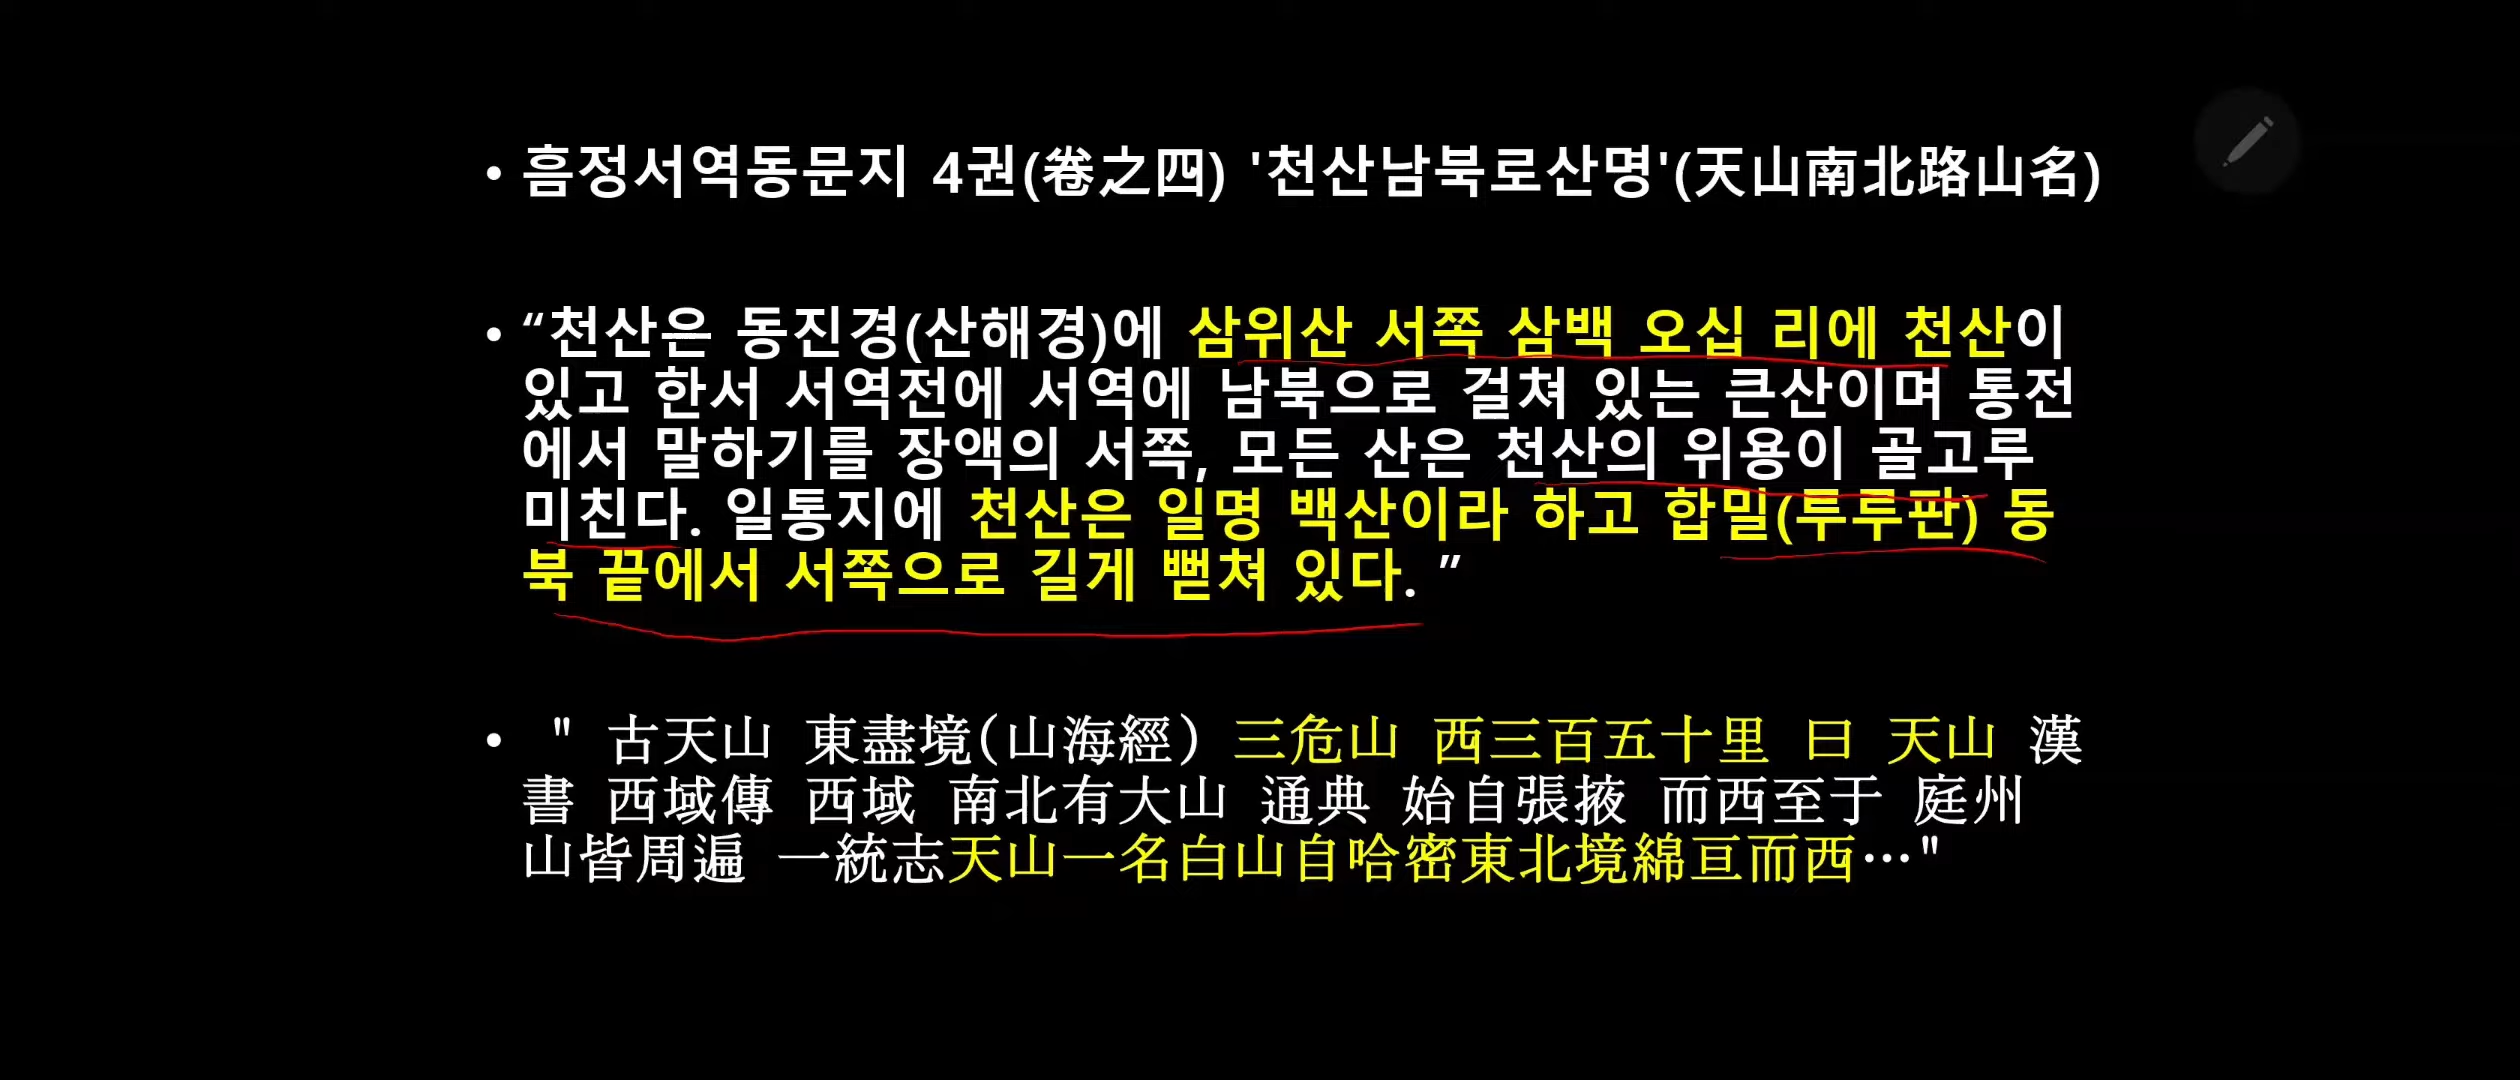 • 흠정서역동문지 4권(卷之四) '천산남북로산명'(天山南北路山名)
• “천산은 동진경(산해경)에 삼위산 서쪽 삼백 오십 리에 천산이
있고 한서 서역전에 서역에 남북으로 걸쳐 있는 큰산이며 통전
에서 말하기를 장액의 서쪽, 모든 산은 천산의 위용이 골고루
미친다. 일통지에 천산은 일명 백산이라 하고 합밀(투루판) 동
북 끝에서 서쪽으로 길게 뻗쳐 있다. ”
• " 古天山 東盡境(山海經) 三危山 西三百五十里 曰 天山 漢
書 西域傳 西域 南北有大山 通典 始自張掖 而西至于 庭州
山皆周遍 一統志天山一名白山自哈密東北境綿亘而西…"